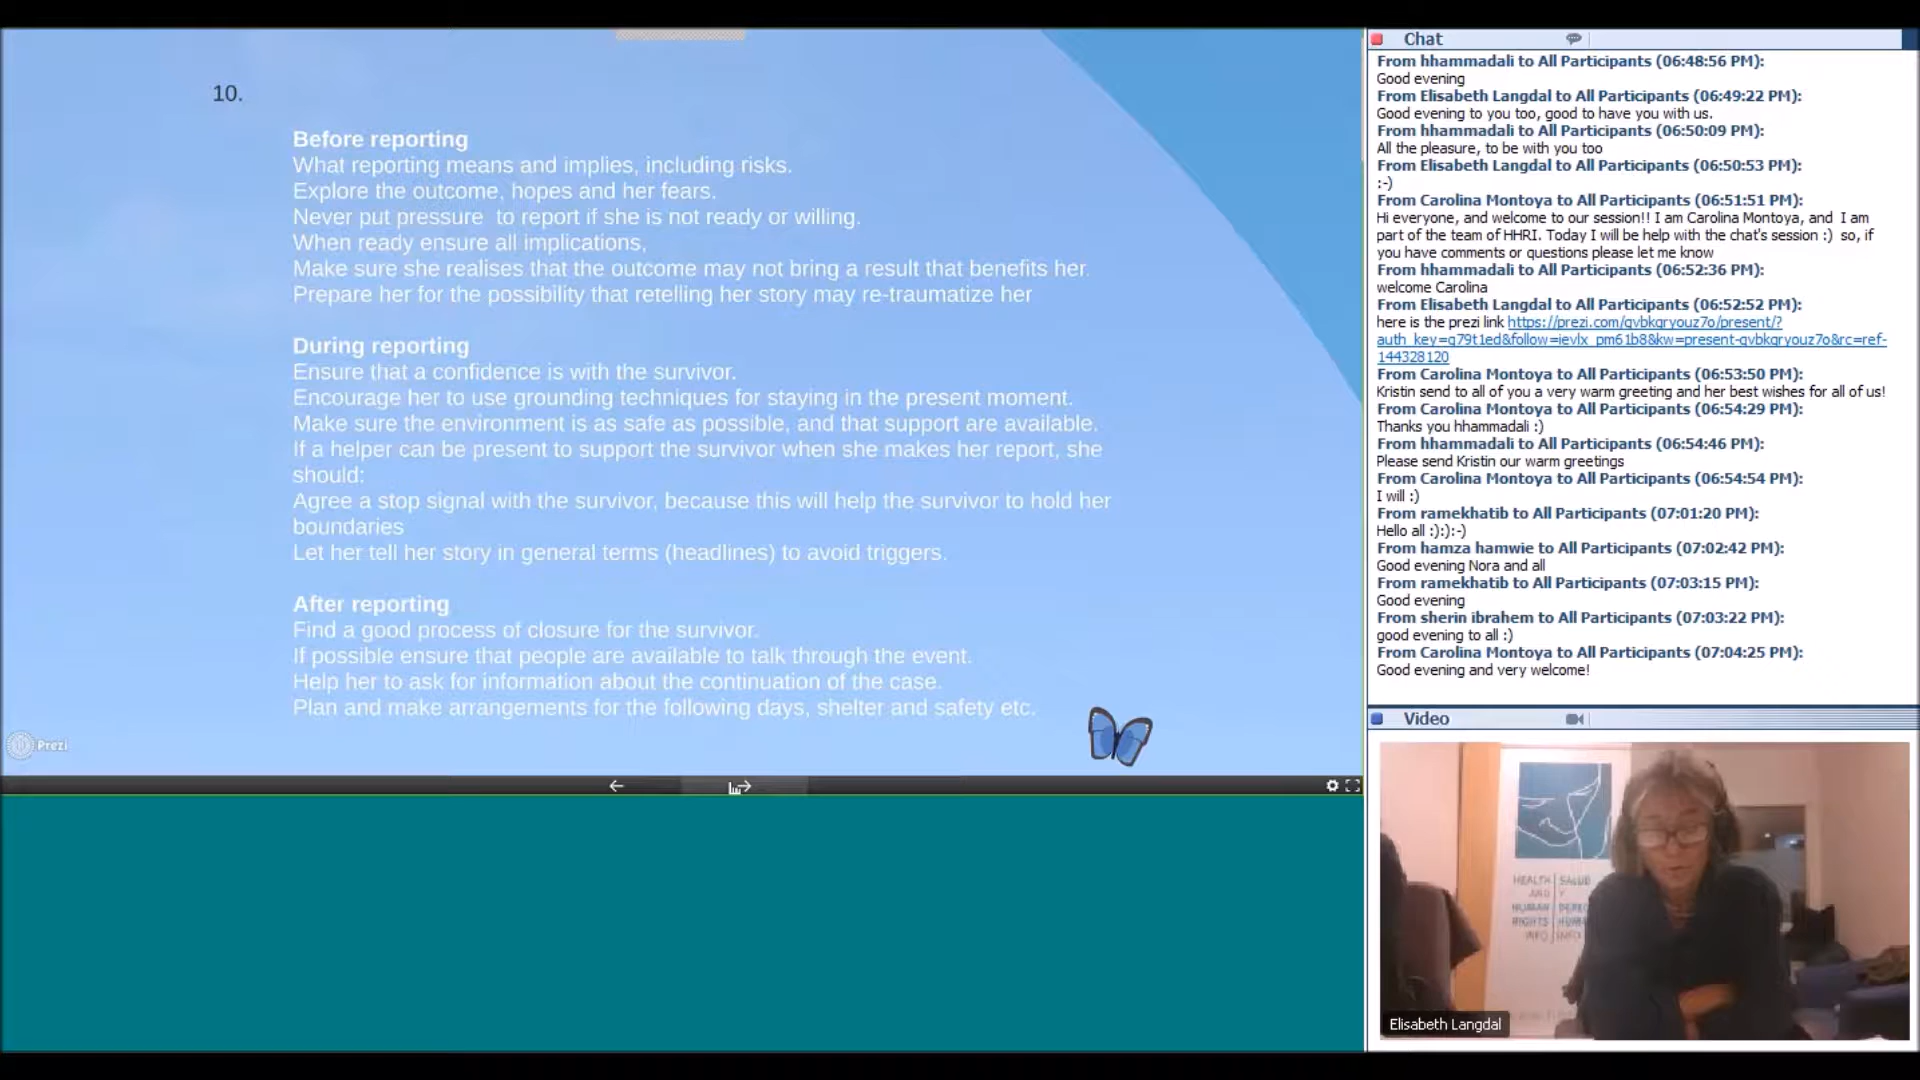 10.
Before reporting
What reporting means and implies, including risks.
Explore the outcome, hopes and her fears.
Never put pressure  to report if she is not ready or willing.
When ready ensure all implications,
Make sure she realises that the outcome may not bring a result that benefits her.
Prepare her for the possibility that retelling her story may re-traumatize her
During reporting
Ensure that a confidence is with the survivor.
Encourage her to use grounding techniques for staying in the present moment.
Make sure the environment is as safe as possible, and that support are available.
If a helper can be present to support the survivor when she makes her report, she
should:
Agree a stop signal with the survivor, because this will help the survivor to hold her
boundaries
Let her tell her story in general terms (headlines) to avoid triggers.
After reporting
Find a good process of closure for the survivor.
If possible ensure that people are available to talk through the event.
Help her to ask for information about the continuation of the case.
Plan and make arrangements for the following days, shelter and safety etc.
Prezi
Chat
From hhammadali to All Participants (06:48:56 PM):
Good evening
From Elisabeth Langdal to All Participants (06:49:22 PM):
Good evening to you too, good to have you with us.
From hhammadali to All Participants (06:50:09 PM):
All the pleasure, to be with you too
From Elisabeth Langdal to All Participants (06:50:53 PM):
:-)
From Carolina Montoya to All Participants (06:51:51 PM):
Hi everyone, and welcome to our session!! I am Carolina Montoya, and  I am
part of the team of HHRI. Today I will be help with the chat's session :)  so, if
you have comments or questions please let me know
From hhammadali to All Participants (06:52:36 PM):
welcome Carolina
From Elisabeth Langdal to All Participants (06:52:52 PM):
here is the prezi link https://prezi.com/qvbkqryouz7o/present/?
auth_key=q79t1ed&follow=ievlx_pm61b8&kw=present-qvbkqryouz7o&rc=ref-
144328120
From Carolina Montoya to All Participants (06:53:50 PM):
Kristin send to all of you a very warm greeting and her best wishes for all of us!
From Carolina Montoya to All Participants (06:54:29 PM):
Thanks you hhammadali :)
From hhammadali to All Participants (06:54:46 PM):
Please send Kristin our warm greetings
From Carolina Montoya to All Participants (06:54:54 PM):
I will :)
From ramekhatib to All Participants (07:01:20 PM):
Hello all :):):-)
From hamza hamwie to All Participants (07:02:42 PM):
Good evening Nora and all
From ramekhatib to All Participants (07:03:15 PM):
Good evening
From sherin ibrahem to All Participants (07:03:22 PM):
good evening to all :)
From Carolina Montoya to All Participants (07:04:25 PM):
Good evening and very welcome!
Video
HEALTH SALUD
AND Y
HUMAN
RIGHTS
INFO INFO
Elisabeth Langdal